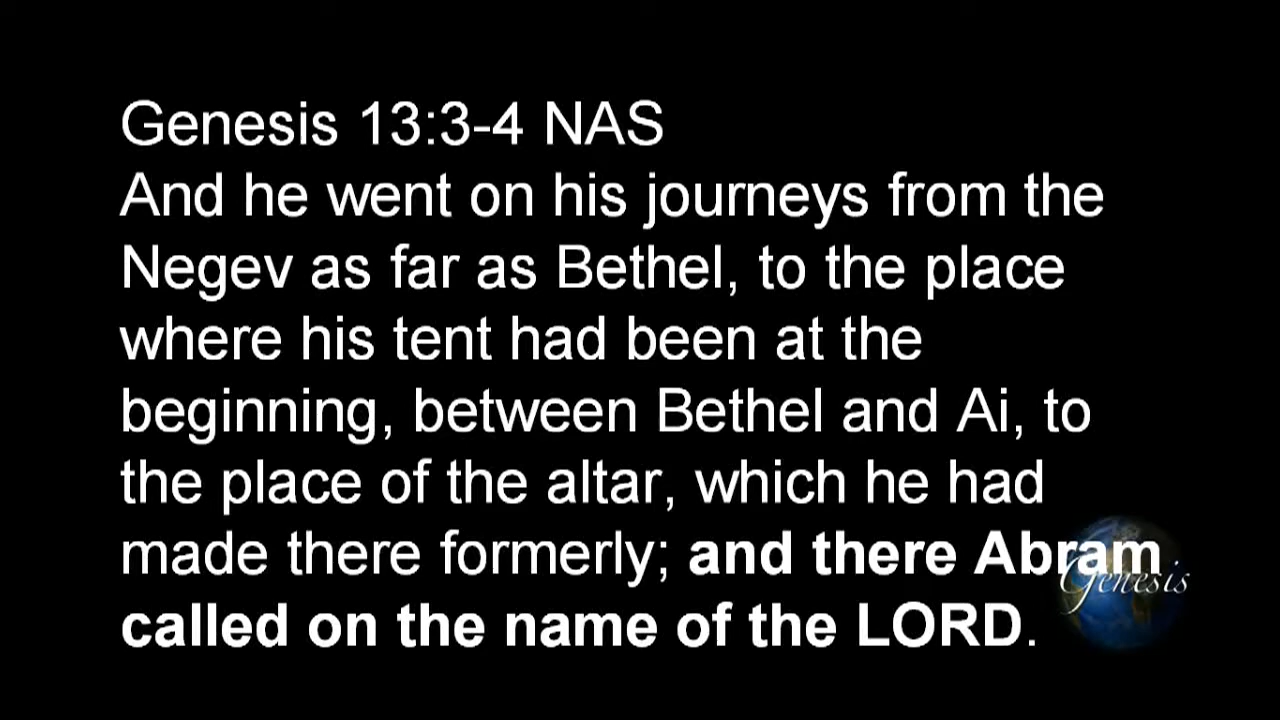 Genesis 13:3-4 NAS
And he went on his journeys from the
Negev as far as Bethel, to the place
where his tent had been at the
beginning, between Bethel and Ai, to
the place of the altar, which he had
made there formerly; and there Abram
called on the name of the LORD.
Genesis